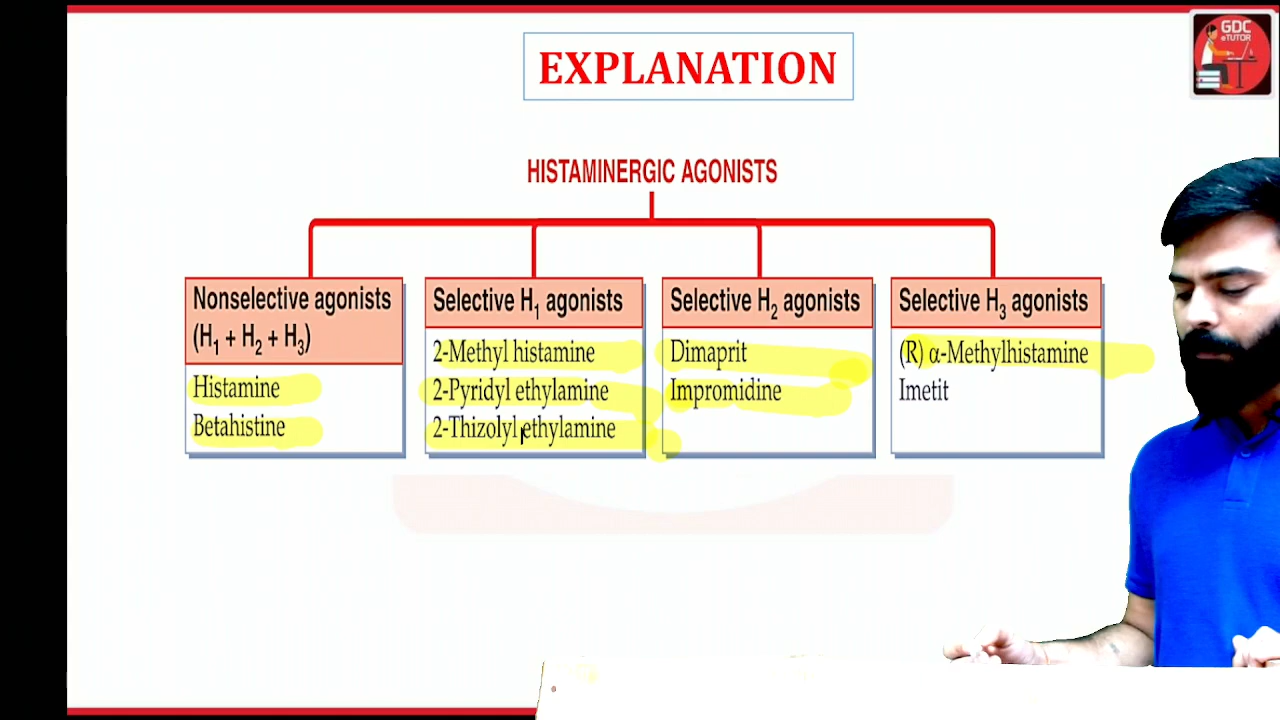 GDC
eTUTOR
EXPLANATION
HISTAMINERGIC AGONISTS
Nonselective agonists
(H₁ + H₂ + H₃)
Histamine
Betahistine
Selective H₁ agonists
2-Methyl histamine
2-Pyridyl ethylamine
2-Thizolyl ethylamine
Selective H₂ agonists
Dimaprit
Impromidine
Selective H₃ agonists
(R) α-Methylhistamine
Imetit